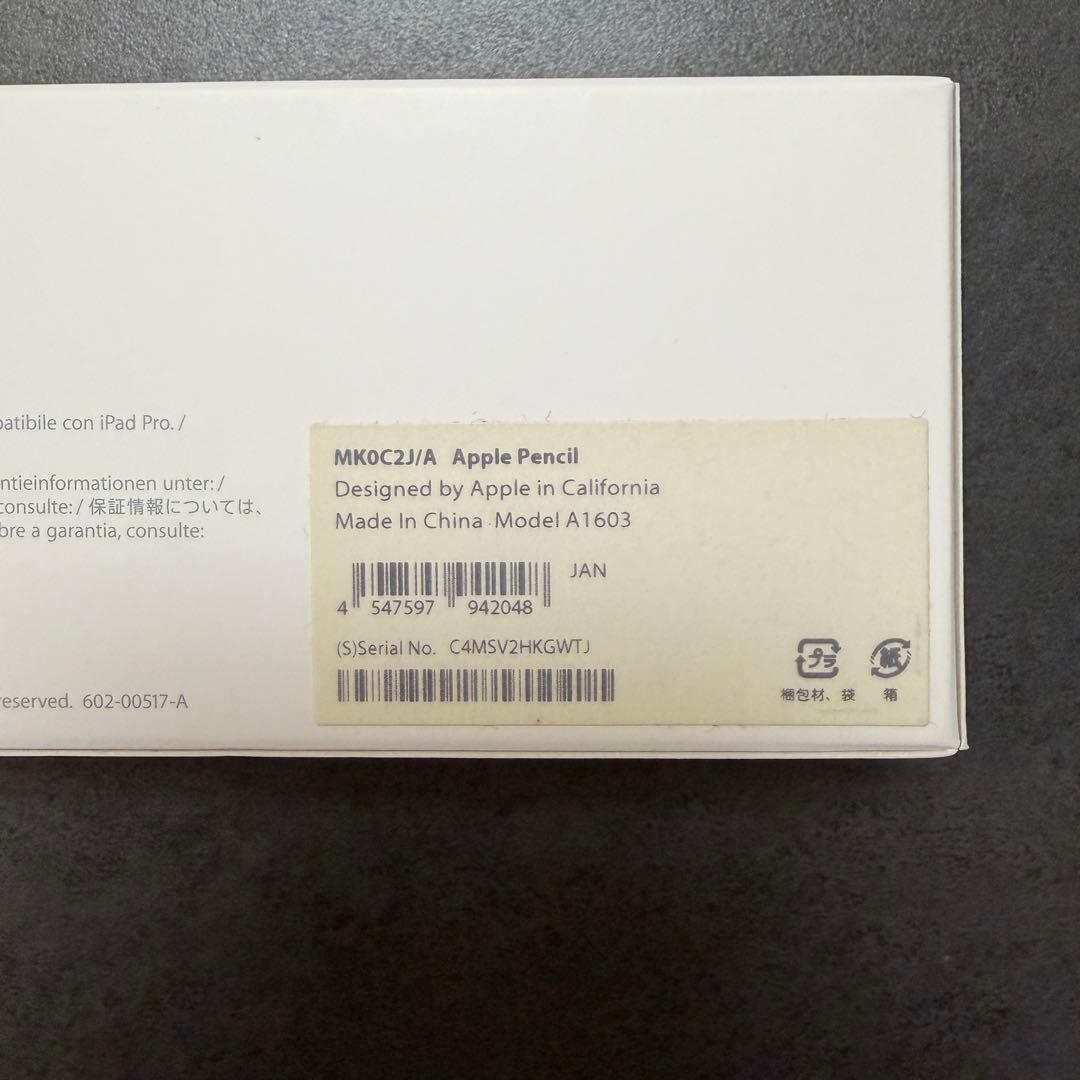 patibile con iPad Pro. /
ntieinformationen unter: /
consulte: / 保証情報については、
bre a garantia, consulte:
reserved. 602-00517-A
MK0C2J/A Apple Pencil
Designed by Apple in California
Made In China Model A1603
JAN
4 547597 942048
(S)Serial No. C4MSV2HKGWTJ
プラ
紙
梱包材、袋
箱